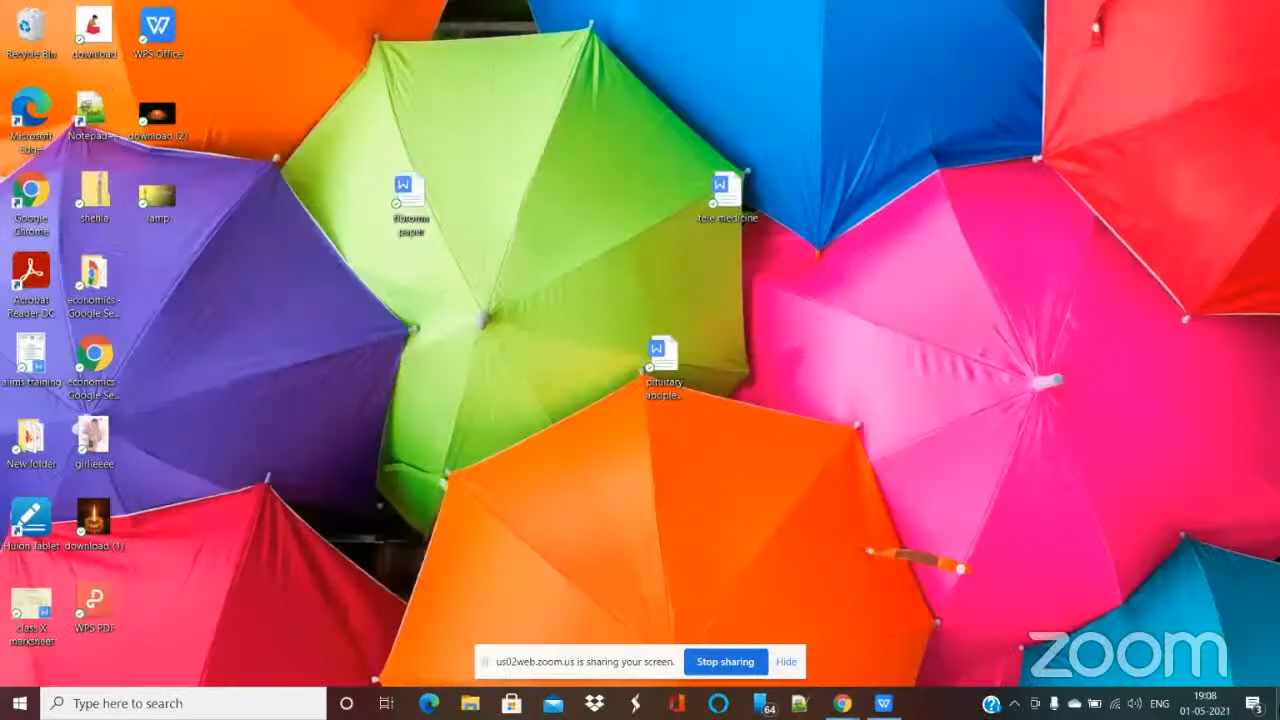 Recycle Bin
download
WPS Office
Microsoft
Edge
Notepad++
download (2)
Google
Chrome
shehla
lamp
fibroma
paper
tele medicine
Acrobat
Reader DC
economics -
Google Se...
aiims training
economics -
Google Se...
pituitary
apople...
New folder
girlieeee
Huion Tablet
download (1)
class X
marksheet
WPS PDF
us02web.zoom.us is sharing your screen.
Stop sharing
Hide
zoom
Type here to search
64
ENG
19:08
01-05-2021
3